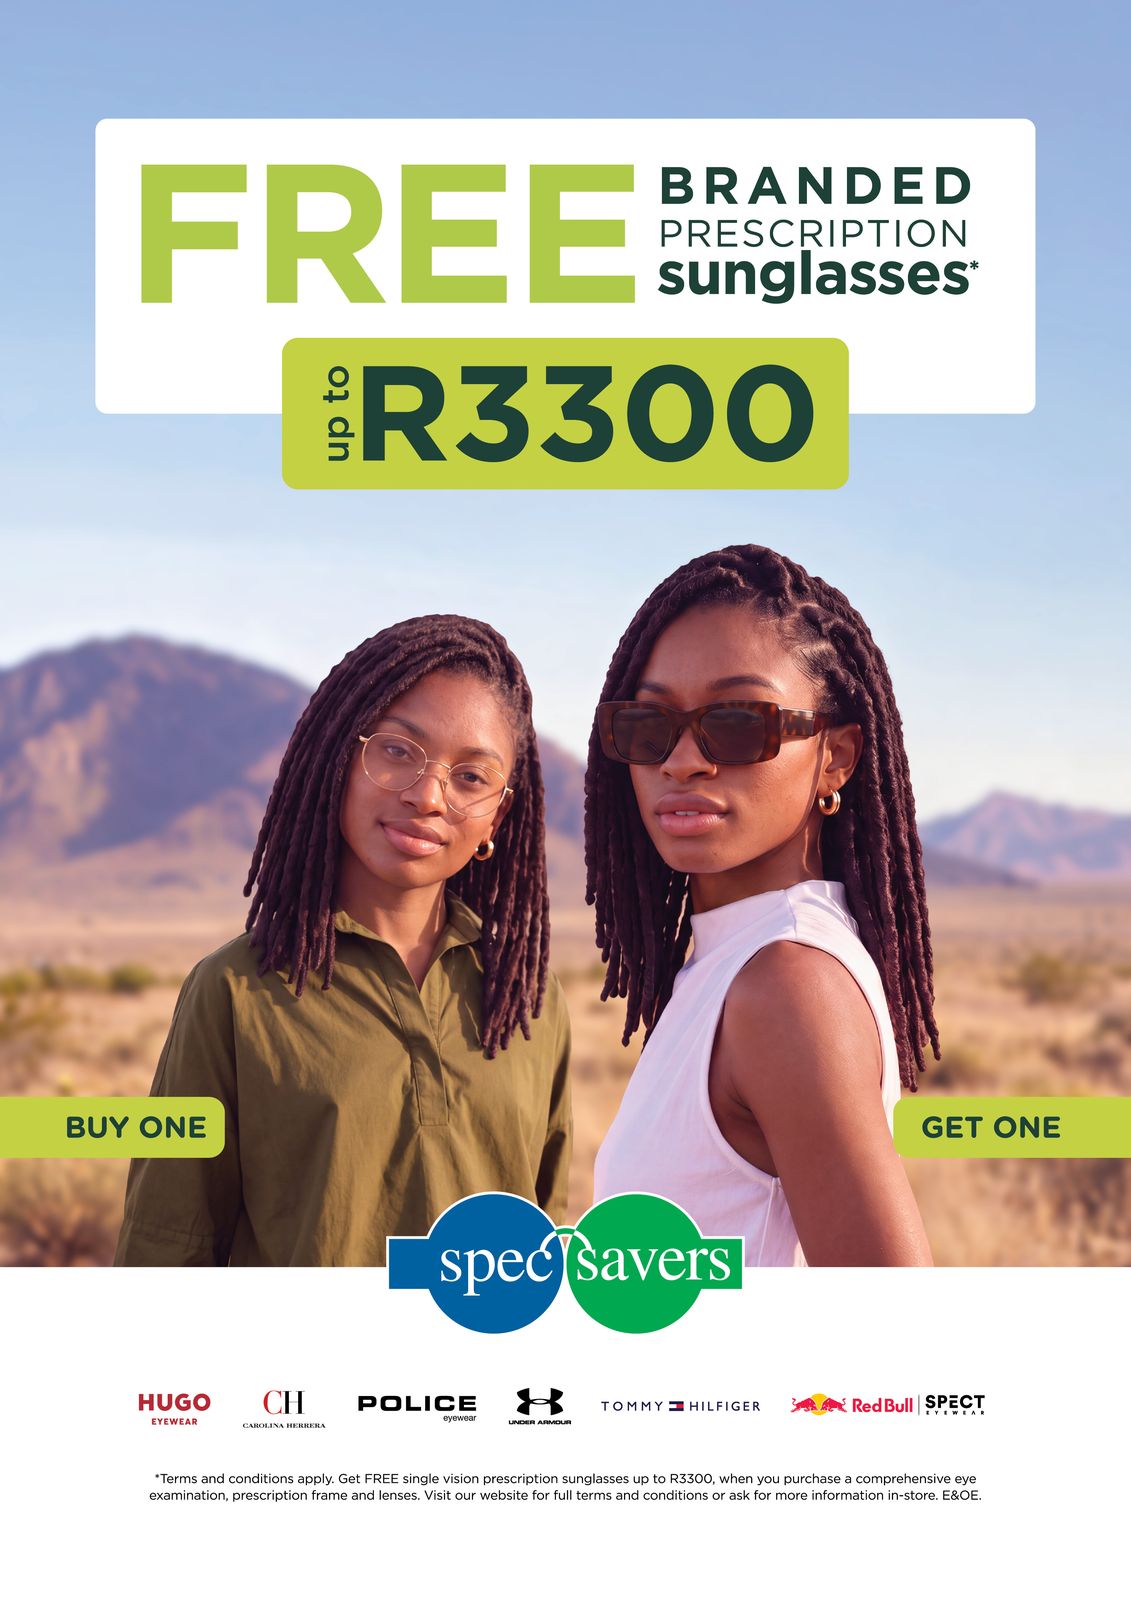 FREE
BRANDED
PRESCRIPTION
sunglasses*
up to
R3300
BUY ONE
GET ONE
spec savers
HUGO
EYEWEAR
CH
CAROLINA HERRERA
POLICE
eyewear
UNDER ARMOUR
TOMMY HILFIGER
Red Bull | SPECT
EYEWEAR
*Terms and conditions apply. Get FREE single vision prescription sunglasses up to R3300, when you purchase a comprehensive eye
examination, prescription frame and lenses. Visit our website for full terms and conditions or ask for more information in-store. E&OE.